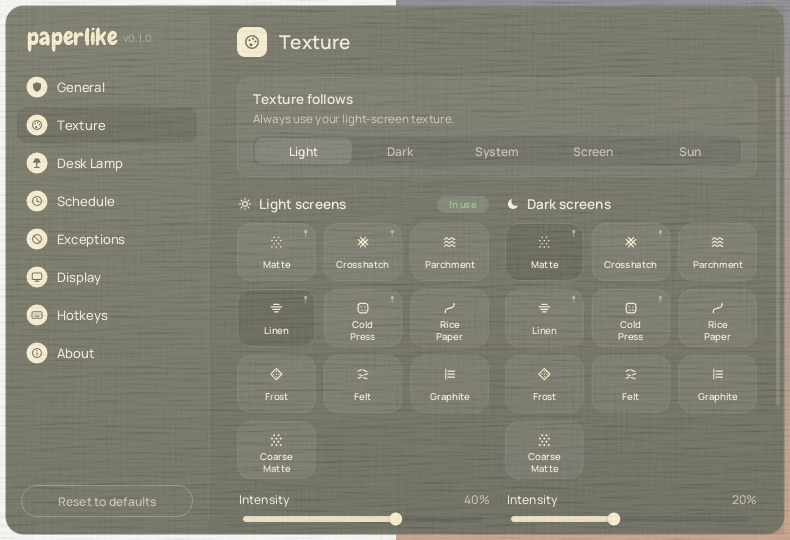 paperlike v0.1.0
General
Texture
Desk Lamp
Schedule
Exceptions
Display
Hotkeys
About
Reset to defaults
Texture
Texture follows
Always use your light-screen texture.
Light Dark System Screen Sun
Light screens In use
Matte Crosshatch Parchment
Linen Cold Press Rice Paper
Frost Felt Graphite
Coarse Matte
Intensity 40%
Dark screens
Matte Crosshatch Parchment
Linen Cold Press Rice Paper
Frost Felt Graphite
Coarse Matte
Intensity 20%